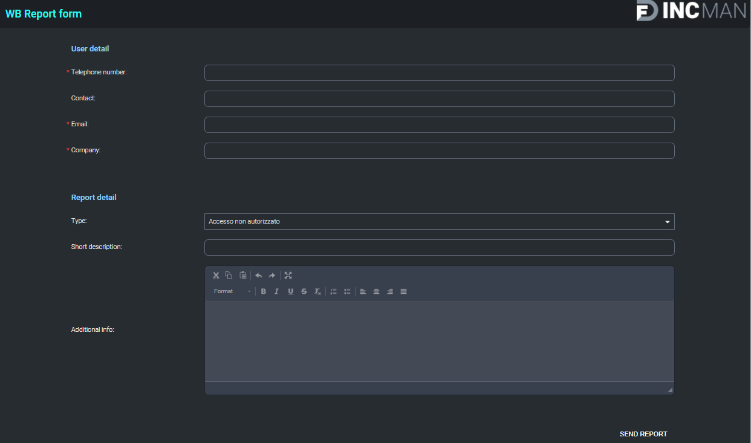 WB Report form
INCMAN
User detail
* Telephone number:
Contact:
* Email:
* Company:
Report detail
Type:
Accesso non autorizzato
Short description:
Format
B I U S Tx
Additional info:
SEND REPORT